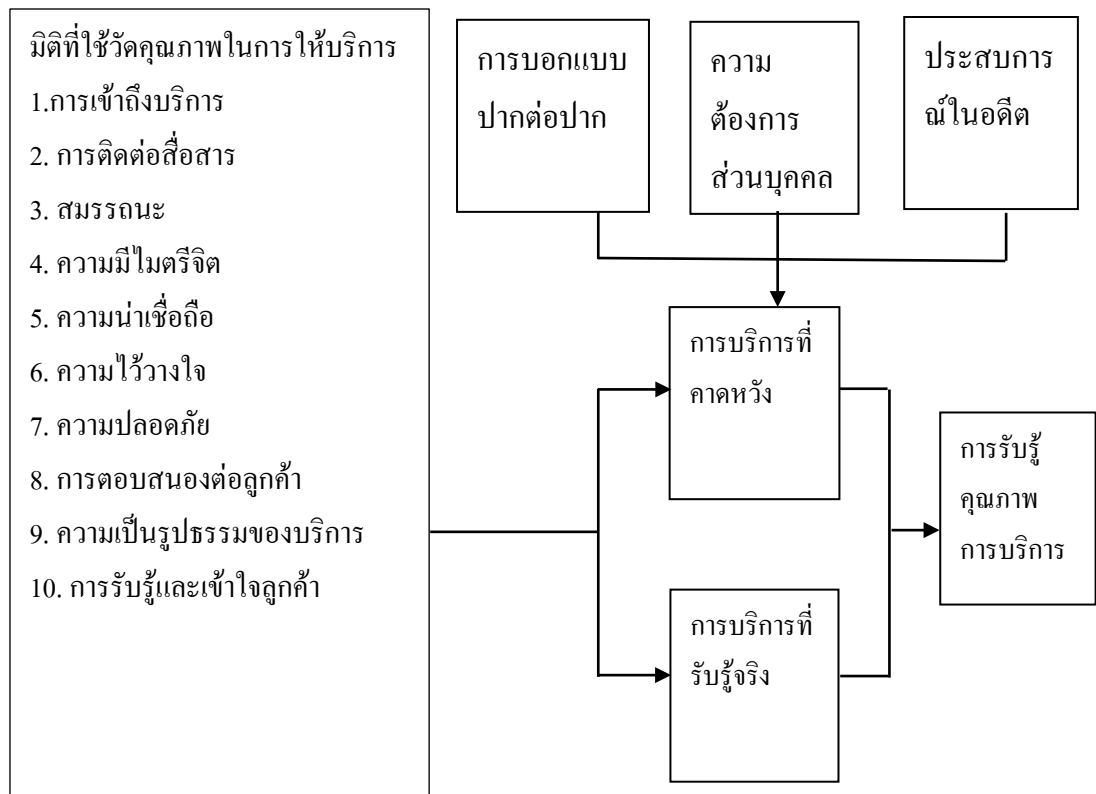 มิติที่ใช้วัดคุณภาพในการให้บริการ
1.การเข้าถึงบริการ
2. การติดต่อสื่อสาร
3. สมรรถนะ
4. ความมีไมตรีจิต
5. ความน่าเชื่อถือ
6. ความไว้วางใจ
7. ความปลอดภัย
8. การตอบสนองต่อลูกค้า
9. ความเป็นรูปธรรมของบริการ
10. การรับรู้และเข้าใจลูกค้า
การบอกแบบ
ปากต่อปาก
ความ
ต้องการ
ส่วนบุคคล
ประสบการ
ณ์ในอดีต
การบริการที่
คาดหวัง
การบริการที่
รับรู้จริง
การรับรู้
คุณภาพ
การบริการ